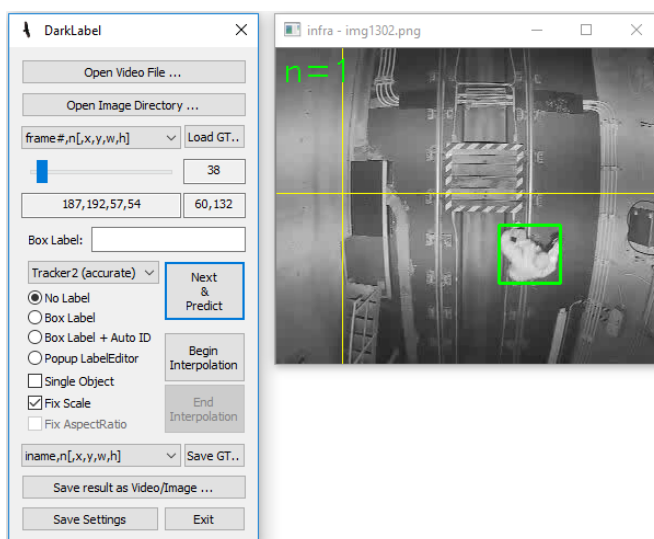 DarkLabel
Open Video File ...
Open Image Directory ...
frame#,n[,x,y,w,h]
Load GT..
38
187,192,57,54
60,132
Box Label:
Tracker2 (accurate)
Next
&
Predict
No Label
Box Label
Box Label + Auto ID
Popup LabelEditor
Begin
Interpolation
Single Object
Fix Scale
Fix AspectRatio
End
Interpolation
iname,n[,x,y,w,h]
Save GT..
Save result as Video/Image ...
Save Settings
Exit
infra - img1302.png
n=1